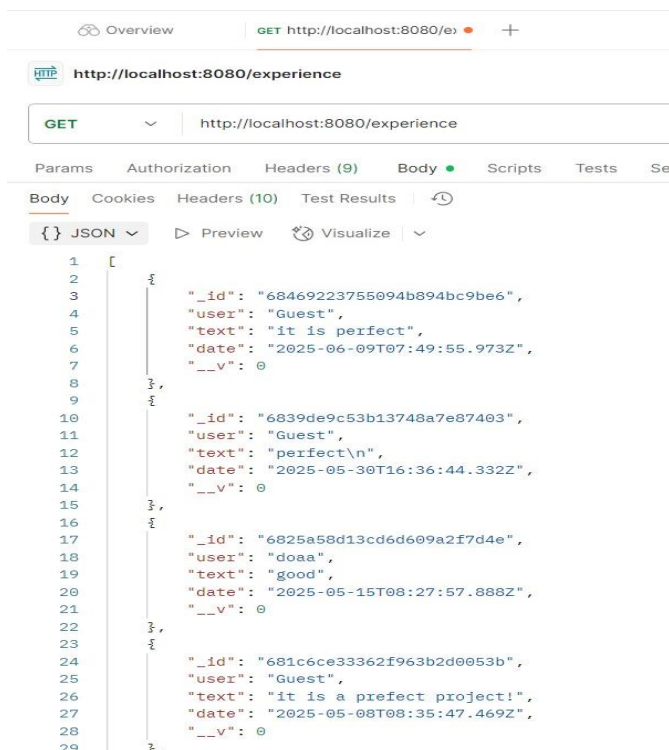 Overview GET http://localhost:8080/ex +
HTTP http://localhost:8080/experience
GET http://localhost:8080/experience
Params Authorization Headers (9) Body Scripts Tests Se
Body Cookies Headers (10) Test Results
{ } JSON Preview Visualize
1 [
2 {
3 "_id": "68469223755094b894bc9be6",
4 "user": "Guest",
5 "text": "it is perfect",
6 "date": "2025-06-09T07:49:55.973Z",
7 "__v": 0
8 },
9 {
10 "_id": "6839de9c53b13748a7e87403",
11 "user": "Guest",
12 "text": "perfect\n",
13 "date": "2025-05-30T16:36:44.332Z",
14 "__v": 0
15 },
16 {
17 "_id": "6825a58d13cd6d609a2f7d4e",
18 "user": "doaa",
19 "text": "good",
20 "date": "2025-05-15T08:27:57.888Z",
21 "__v": 0
22 },
23 {
24 "_id": "681c6ce33362f963b2d0053b",
25 "user": "Guest",
26 "text": "it is a prefect project!",
27 "date": "2025-05-08T08:35:47.469Z",
28 "__v": 0
29 },